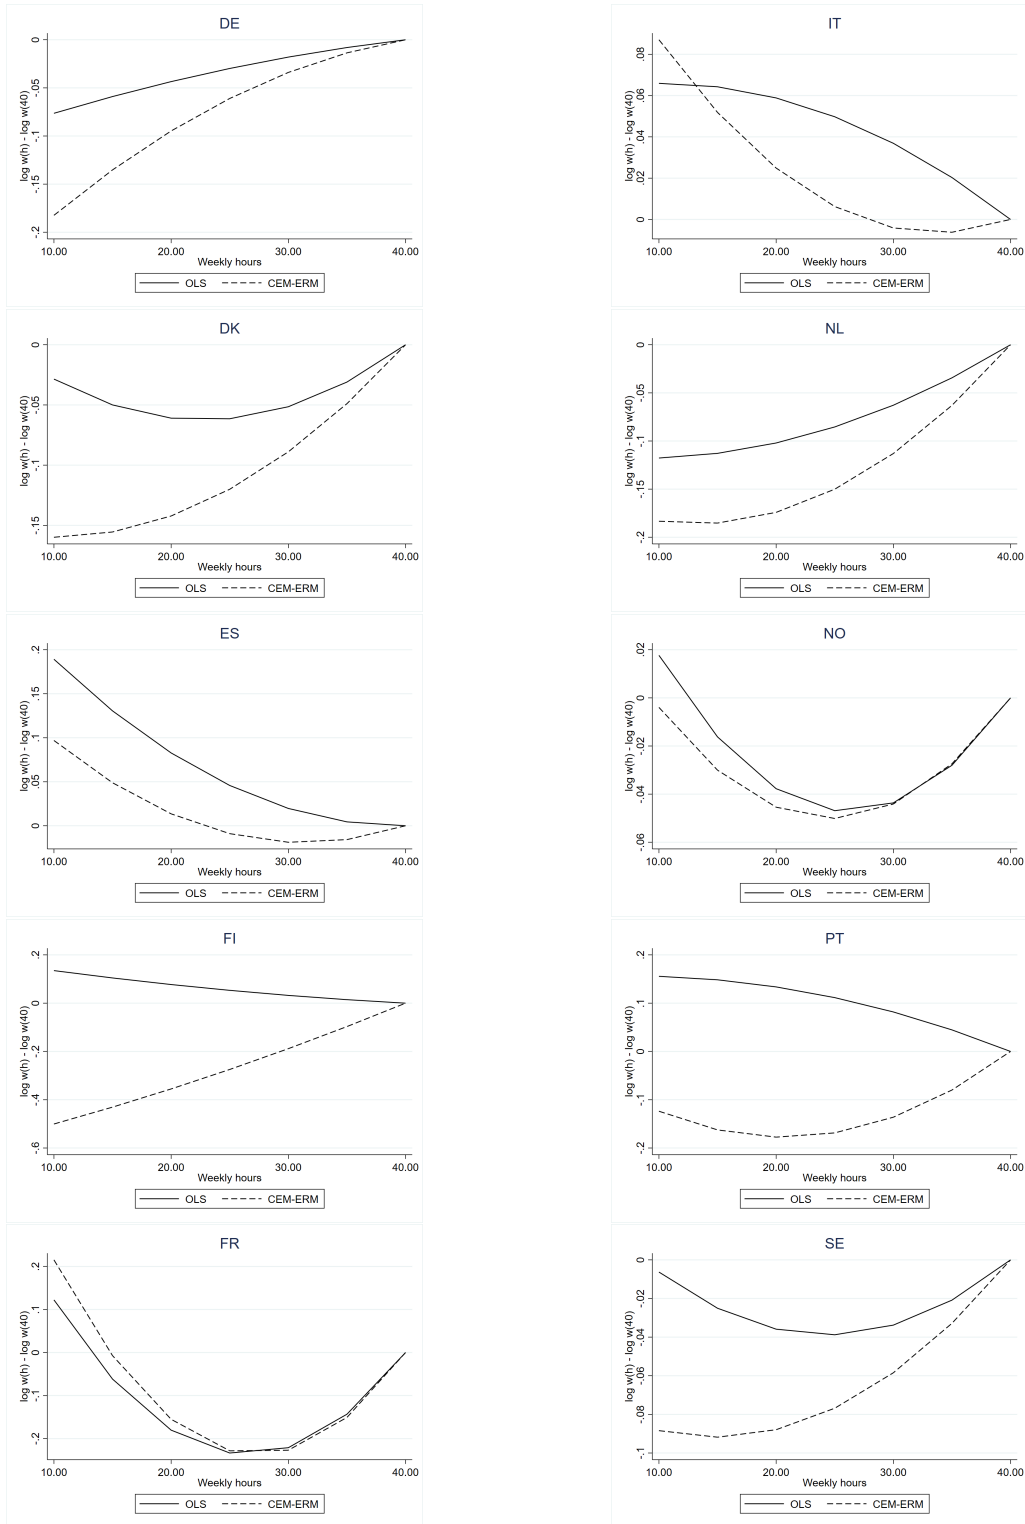 DE
log w(h) - log w(40)
0
-.05
-.1
-.15
-.2
10.00 20.00 30.00 40.00
Weekly hours
OLS CEM-ERM
IT
log w(h) - log w(40)
.08
.06
.04
.02
0
10.00 20.00 30.00 40.00
Weekly hours
OLS CEM-ERM
DK
log w(h) - log w(40)
0
-.05
-.1
-.15
10.00 20.00 30.00 40.00
Weekly hours
OLS CEM-ERM
NL
log w(h) - log w(40)
0
-.05
-.1
-.15
-.2
10.00 20.00 30.00 40.00
Weekly hours
OLS CEM-ERM
ES
log w(h) - log w(40)
.2
.15
.1
.05
0
10.00 20.00 30.00 40.00
Weekly hours
OLS CEM-ERM
NO
log w(h) - log w(40)
.02
0
-.02
-.04
-.06
10.00 20.00 30.00 40.00
Weekly hours
OLS CEM-ERM
FI
log w(h) - log w(40)
.2
0
-.2
-.4
-.6
10.00 20.00 30.00 40.00
Weekly hours
OLS CEM-ERM
PT
log w(h) - log w(40)
.2
.1
0
-.1
-.2
10.00 20.00 30.00 40.00
Weekly hours
OLS CEM-ERM
FR
log w(h) - log w(40)
.2
.1
0
-.1
-.2
10.00 20.00 30.00 40.00
Weekly hours
OLS CEM-ERM
SE
log w(h) - log w(40)
0
-.02
-.04
-.06
-.08
-.1
10.00 20.00 30.00 40.00
Weekly hours
OLS CEM-ERM